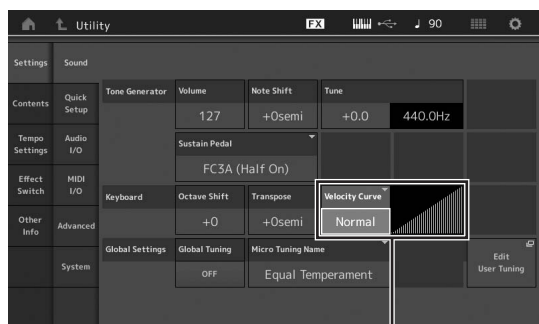 Utility FX 90
Settings Sound
Tone Generator Volume Note Shift Tune
127 +0semi +0.0 440.0Hz
Contents Quick Setup
Sustain Pedal
FC3A (Half On)
Tempo Settings Audio I/O
Effect Switch MIDI I/O
Keyboard Octave Shift Transpose Velocity Curve
+0 +0semi Normal
Other Info Advanced
Global Settings Global Tuning Micro Tuning Name
OFF Equal Temperament
Edit User Tuning
System